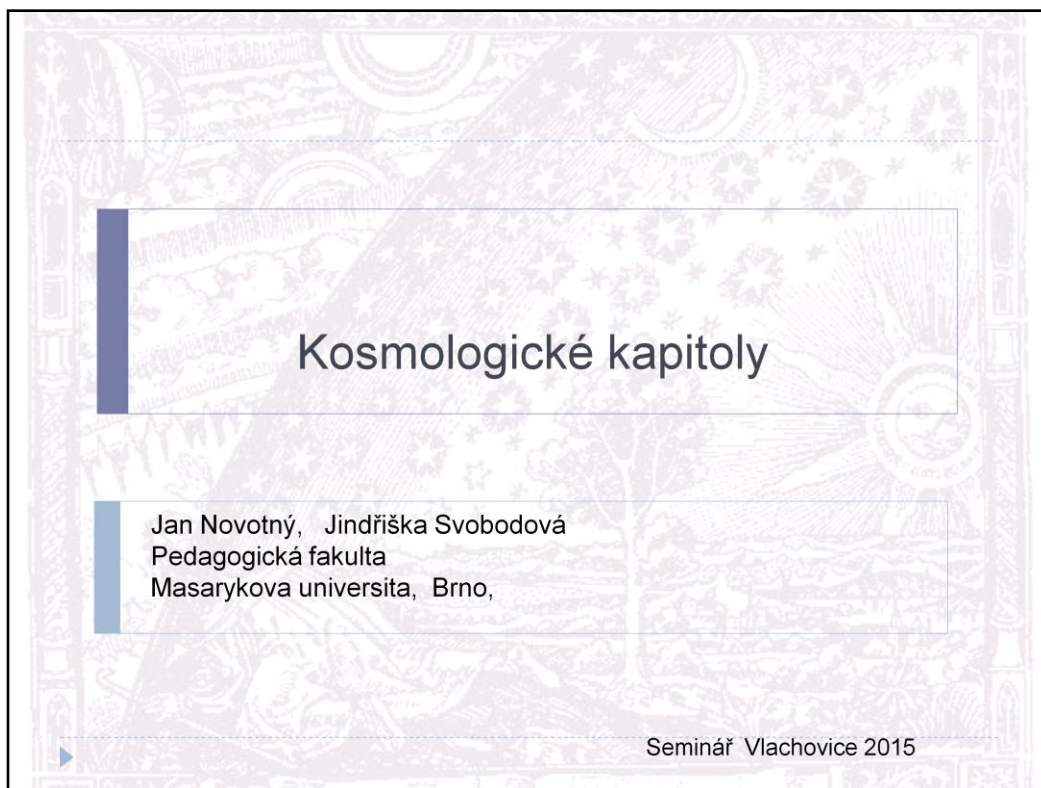 Kosmologické kapitoly
Jan Novotný, Jindřiška Svobodová
Pedagogická fakulta
Masarykova universita, Brno,
Seminář Vlachovice 2015